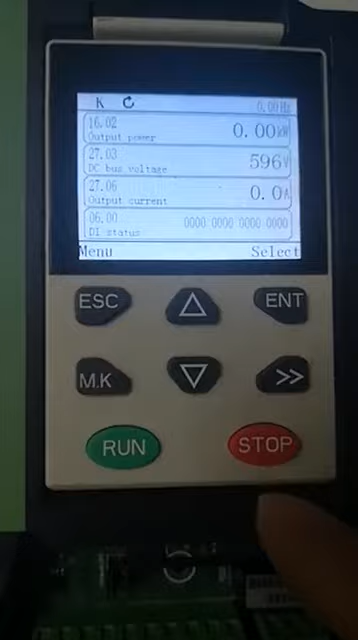 K 0.00Hz
16.02
Output power 0.00kW
27.03
DC bus voltage 596V
27.06
Output current 0.0A
06.00
DI status 0000 0000 0000 0000
Menu Select
ESC ENT
M.K
RUN STOP